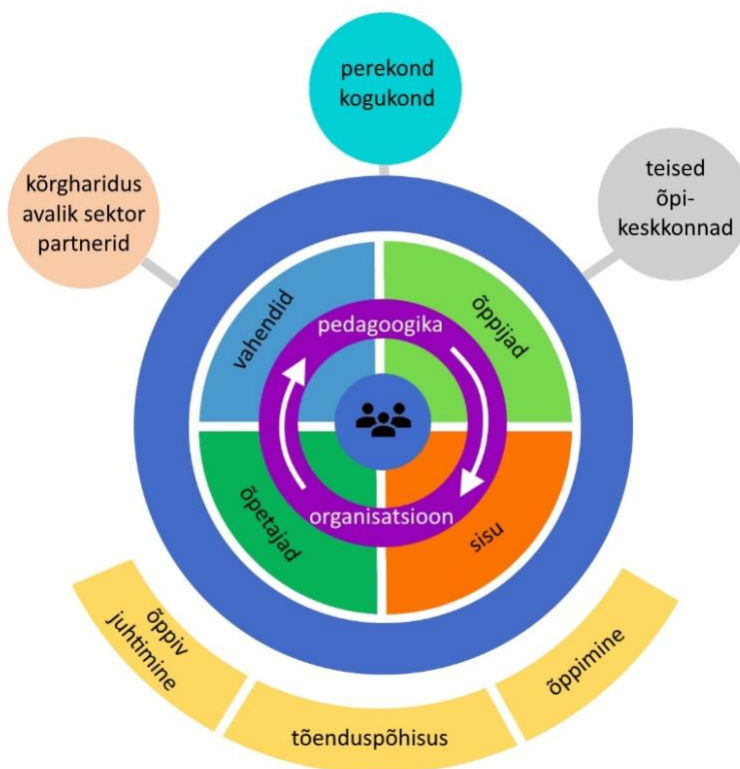 perekond
kogukond
kõrgharidus
avalik sektor
partnerid
teised
õpi-
keskkonnad
vahendid
õppijad
pedagoogika
organisatsioon
õpetajad
sisu
õppiv
juhtimine
tõenduspõhisus
õppimine